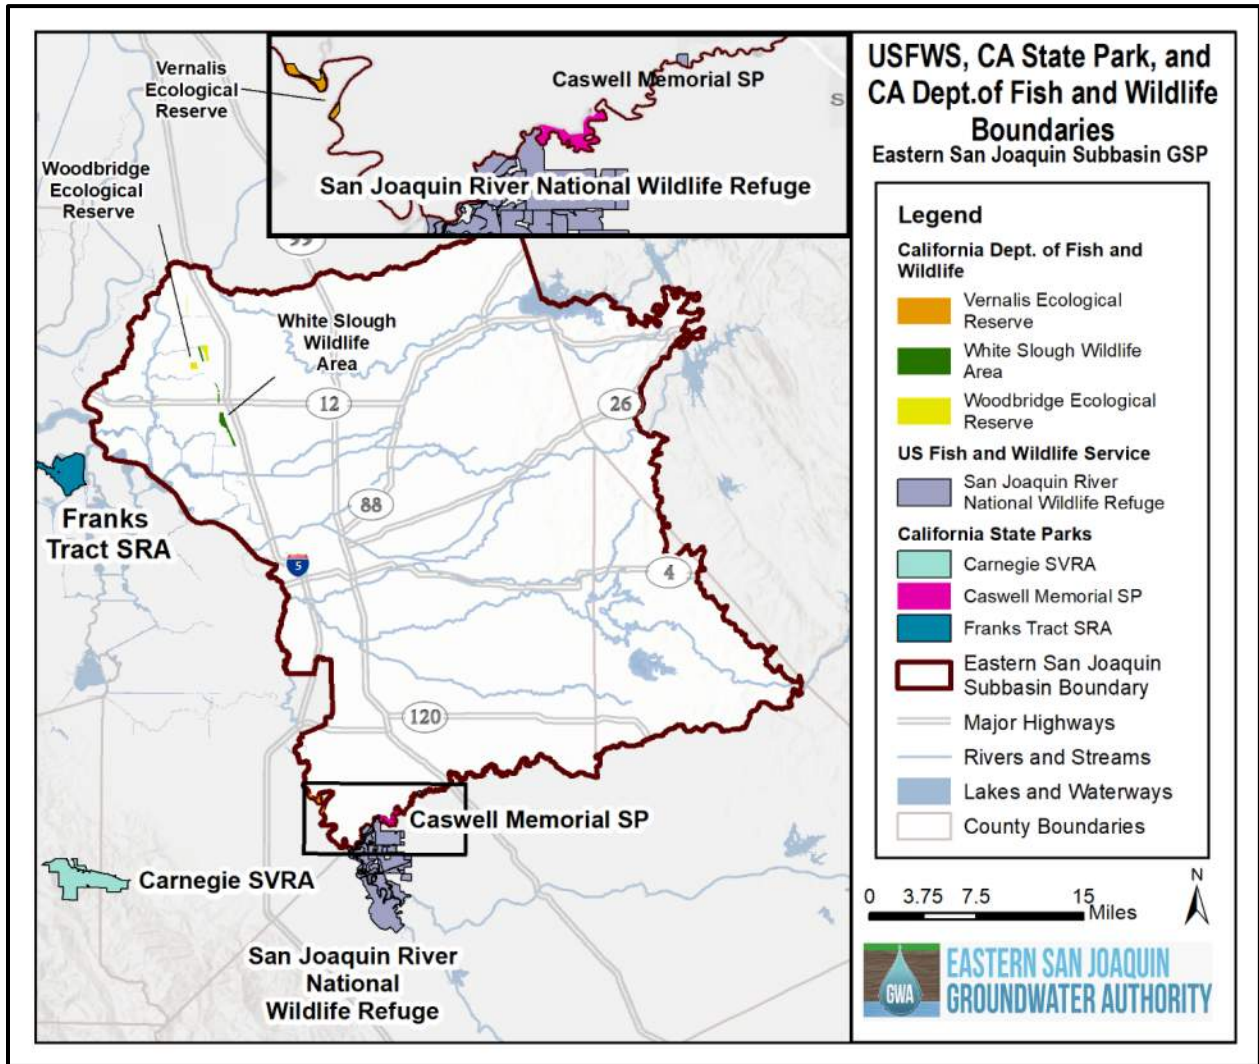 USFWS, CA State Park, and
CA Dept.of Fish and Wildlife
Boundaries
Eastern San Joaquin Subbasin GSP
Vernalis
Ecological
Reserve
Caswell Memorial SP
S
San Joaquin River National Wildlife Refuge
Woodbridge
Ecological
Reserve
99
White Slough
Wildlife
Area
12
26
88
Franks
Tract SRA
5
4
120
Caswell Memorial SP
Carnegie SVRA
San Joaquin River
National
Wildlife Refuge
Legend
California Dept. of Fish and
Wildlife
Vernalis Ecological
Reserve
White Slough Wildlife
Area
Woodbridge Ecological
Reserve
US Fish and Wildlife Service
San Joaquin River
National Wildlife Refuge
California State Parks
Carnegie SVRA
Caswell Memorial SP
Franks Tract SRA
Eastern San Joaquin
Subbasin Boundary
Major Highways
Rivers and Streams
Lakes and Waterways
County Boundaries
N
0 3.75 7.5 15
Miles
GWA
EASTERN SAN JOAQUIN
GROUNDWATER AUTHORITY